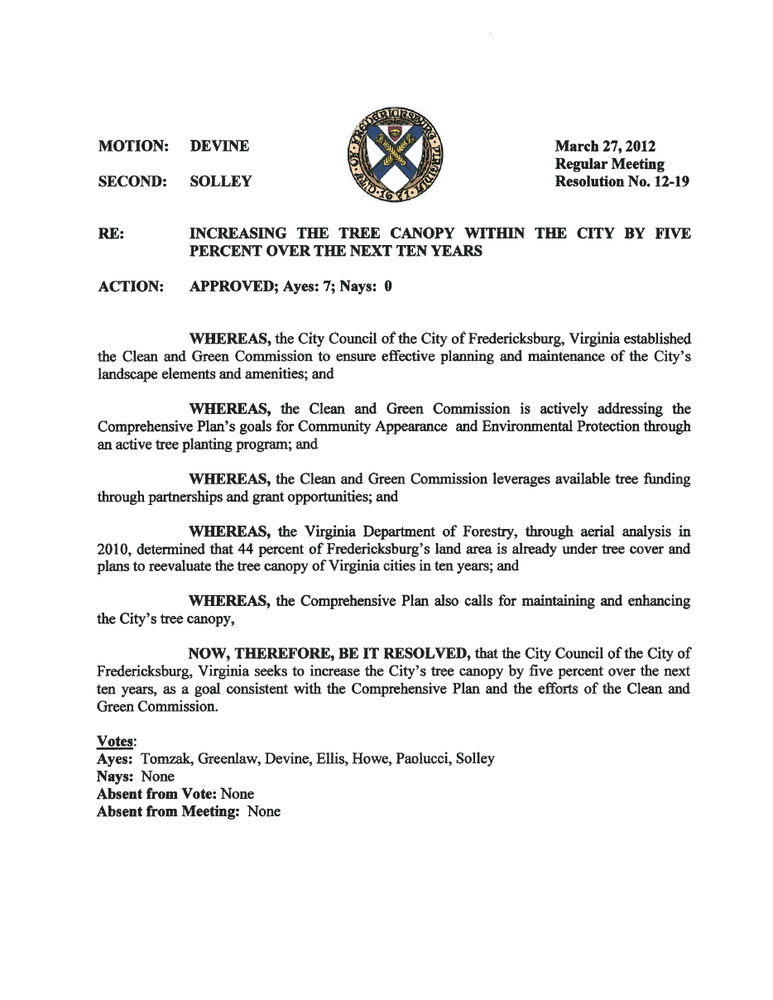 MOTION: DEVINE
SECOND: SOLLEY
CITY OF FREDERICKSBURG, VIRGINIA
1671
March 27, 2012
Regular Meeting
Resolution No. 12-19
RE: INCREASING THE TREE CANOPY WITHIN THE CITY BY FIVE
PERCENT OVER THE NEXT TEN YEARS
ACTION: APPROVED; Ayes: 7; Nays: 0
WHEREAS, the City Council of the City of Fredericksburg, Virginia established
the Clean and Green Commission to ensure effective planning and maintenance of the City's
landscape elements and amenities; and
WHEREAS, the Clean and Green Commission is actively addressing the
Comprehensive Plan's goals for Community Appearance and Environmental Protection through
an active tree planting program; and
WHEREAS, the Clean and Green Commission leverages available tree funding
through partnerships and grant opportunities; and
WHEREAS, the Virginia Department of Forestry, through aerial analysis in
2010, determined that 44 percent of Fredericksburg's land area is already under tree cover and
plans to reevaluate the tree canopy of Virginia cities in ten years; and
WHEREAS, the Comprehensive Plan also calls for maintaining and enhancing
the City's tree canopy,
NOW, THEREFORE, BE IT RESOLVED, that the City Council of the City of
Fredericksburg, Virginia seeks to increase the City's tree canopy by five percent over the next
ten years, as a goal consistent with the Comprehensive Plan and the efforts of the Clean and
Green Commission.
Votes:
Ayes: Tomzak, Greenlaw, Devine, Ellis, Howe, Paolucci, Solley
Nays: None
Absent from Vote: None
Absent from Meeting: None